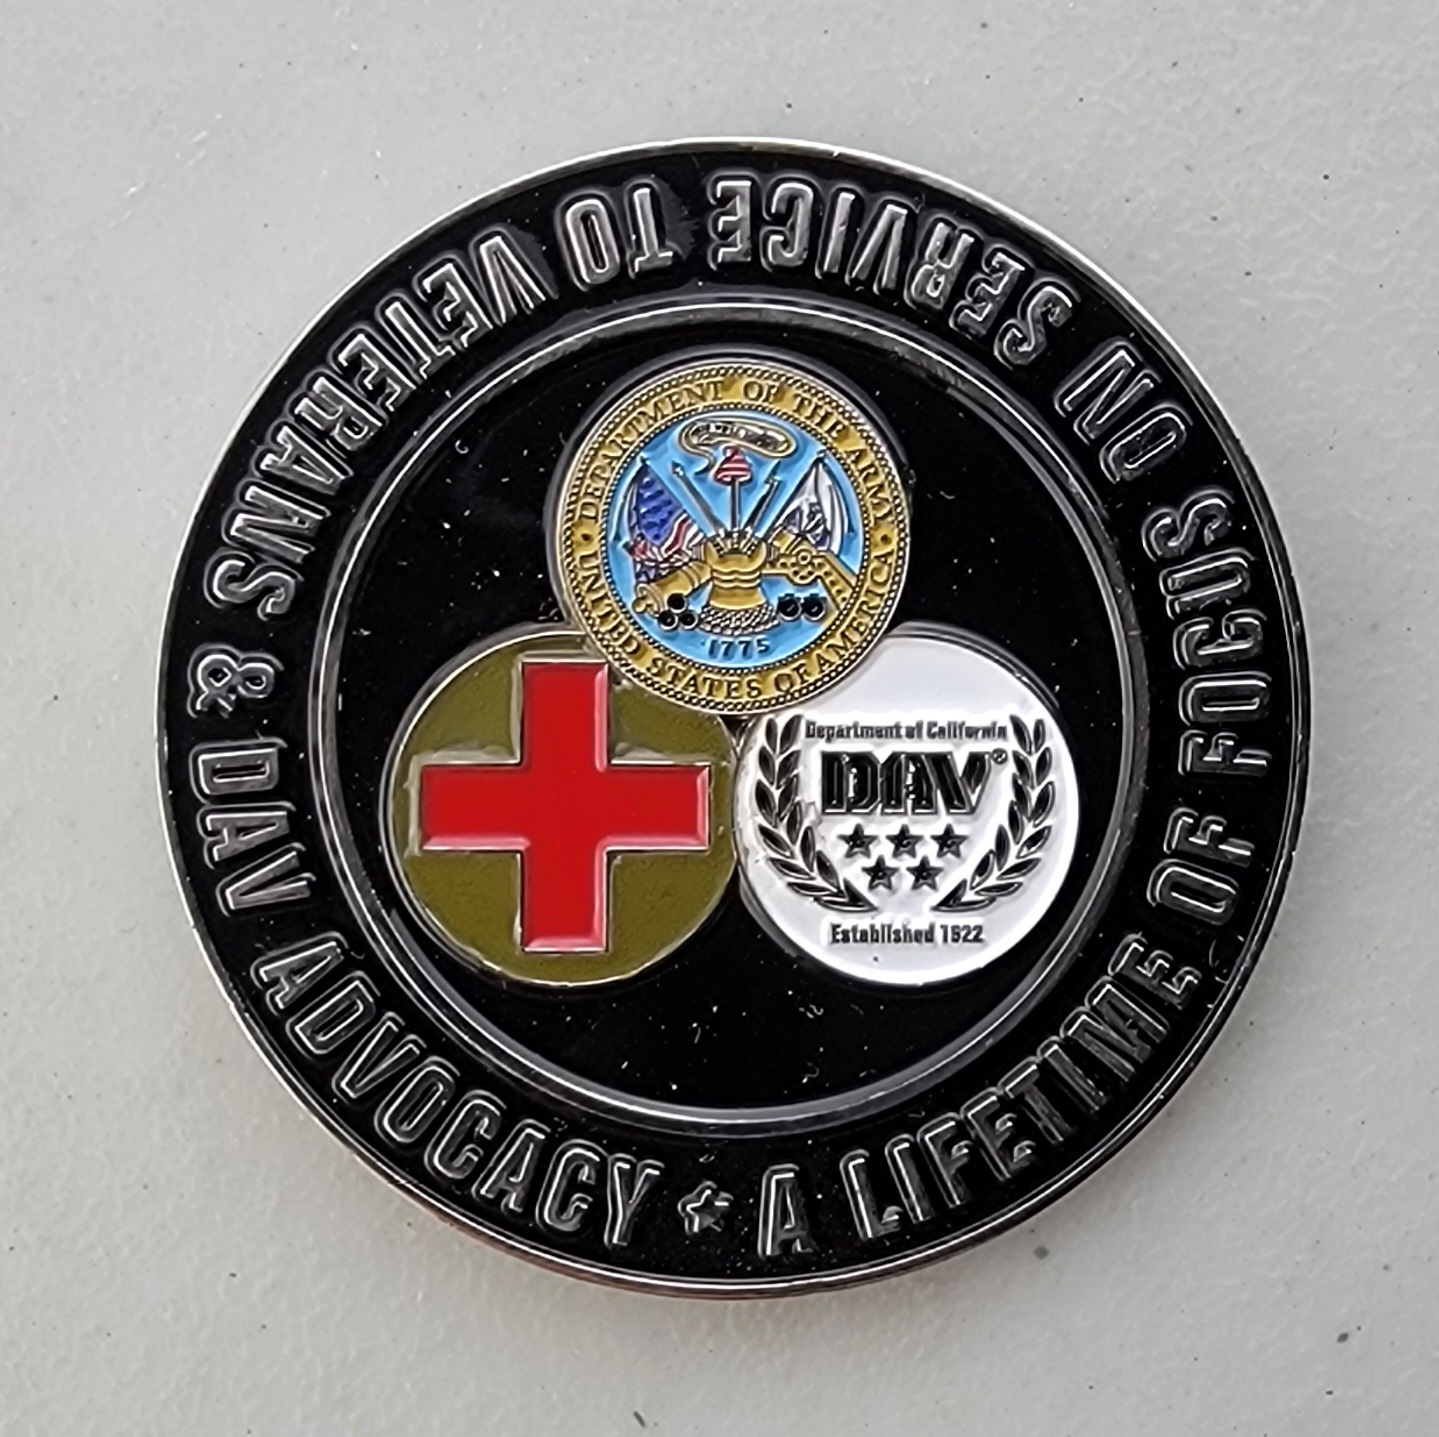 A LIFETIME OF FOCUS ON SERVICE TO VETERANS & DAV ADVOCACY
DEPARTMENT OF THE ARMY
UNITED STATES OF AMERICA
1775
Department of California
DAV®
Established 1922